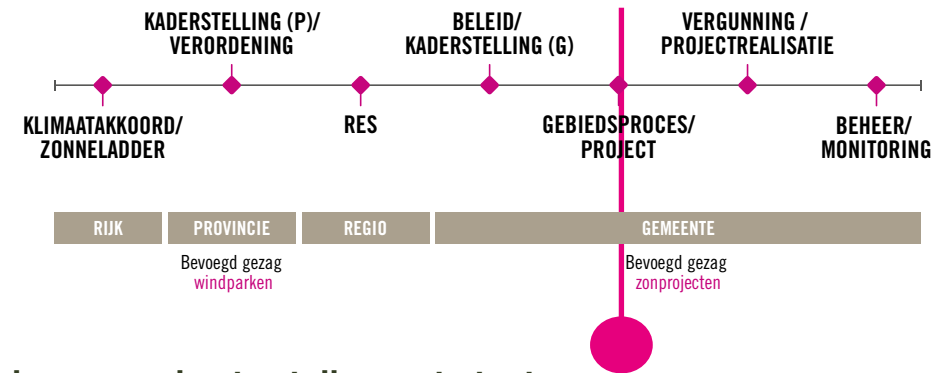 KADERSTELLING (P)/
VERORDENING
BELEID/
KADERSTELLING (G)
VERGUNNING /
PROJECTREALISATIE
KLIMAATAKKOORD/
ZONNELADDER
RES
GEBIEDSPROCES/
PROJECT
BEHEER/
MONITORING
RIJK
PROVINCIE
REGIO
GEMEENTE
Bevoegd gezag
windparken
Bevoegd gezag
zonprojecten